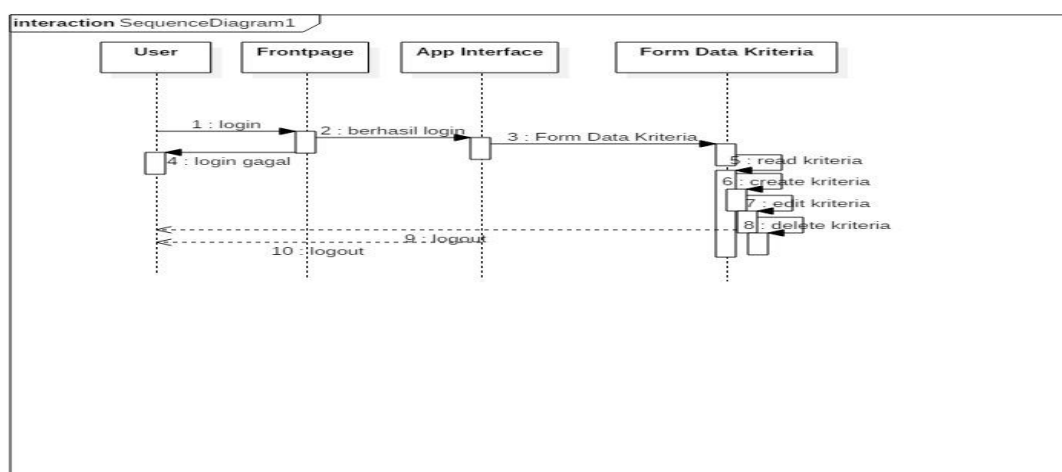 interaction SequenceDiagram1
User
Frontpage
App Interface
Form Data Kriteria
1 : login
2 : berhasil login
3 : Form Data Kriteria
4 : login gagal
5 : read kriteria
6 : create kriteria
7 : edit kriteria
8 : delete kriteria
9 : logout
10 : logout